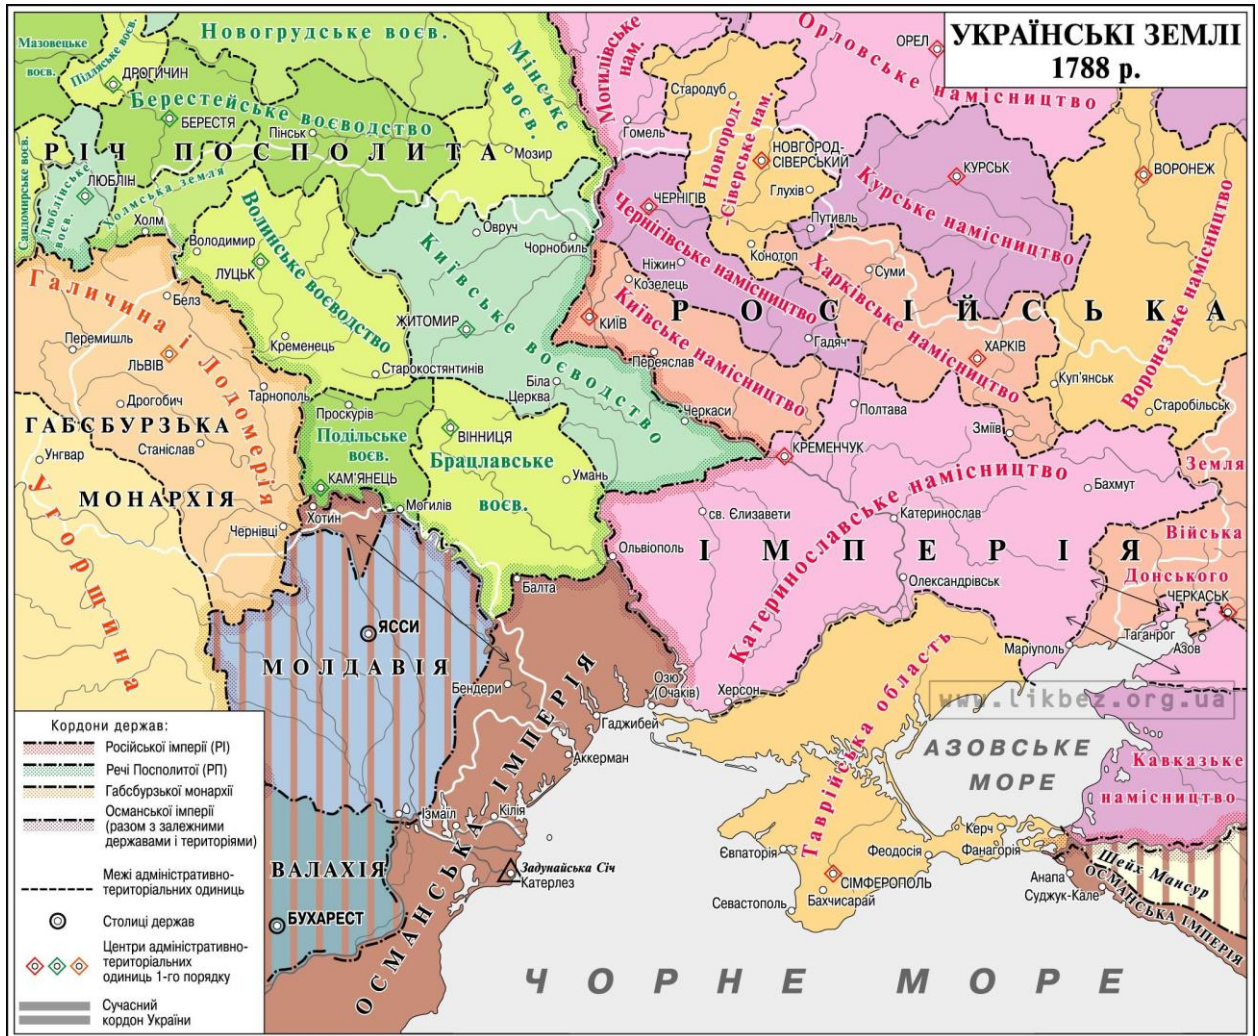 УКРАЇНСЬКІ ЗЕМЛІ
1788 р.
Мазовецьке
воєв.
Підляське воєв.
ДРОГИЧИН
Новогрудське воєв.
Мінське воєв.
Берестейське воєводство
БЕРЕСТЯ
Пінськ
Мозир
РІЧ ПОСПОЛИТА
Сандомирське воєв.
Люблінське воєв.
ЛЮБЛІН
Холмська земля
Холм
Могилівське нам.
Гомель
Орловське намісництво
ОРЕЛ
Стародуб
Новгород-
-Сіверське нам.
НОВГОРОД-
СІВЕРСЬКИЙ
Глухів
Конотоп
Путивль
КУРСЬК
Курське намісництво
ВОРОНЕЖ
Воронезьке намісництво
Куп'янськ
Старобільськ
ЧЕРНІГІВ
Чернігівське намісництво
Ніжин
Козелець
Гадяч
Харківське намісництво
Суми
ХАРКІВ
Зміїв
Київське намісництво
КИЇВ
Переяслав
РОСІЙСЬКА
ІМПЕРІЯ
Володимир
ЛУЦЬК
Волинське воєводство
Кременець
Старокостянтинів
Овруч
Чорнобиль
Київське воєводство
ЖИТОМИР
Біла
Церква
Черкаси
Галичина і Лодомерія
Белз
Перемишль
ЛЬВІВ
Дрогобич
Тарнополь
Станіслав
Чернівці
ГАБСБУРЗЬКА
МОНАРХІЯ
Унгвар
Угорщина
Проскурів
Подільське
воєв.
КАМ'ЯНЕЦЬ
ВІННИЦЯ
Брацлавське
воєв.
Умань
Хотин
Могилів
Балта
Ольвіополь
Полтава
КРЕМЕНЧУК
Катеринославське намісництво
св. Єлизавети
Катеринослав
Бахмут
Олександрівськ
Маріуполь
Херсон
Земля
Війська
Донського
ЧЕРКАСЬК
Таганрог
Азов
www.likbez.org.ua
АЗОВСЬКЕ
МОРЕ
Кавказьке
намісництво
ЯССИ
МОЛДАВІЯ
Бендери
Озю
(Очаків)
Гаджибей
Аккерман
Ізмаїл
Кілія
ОСМАНСЬКА ІМПЕРІЯ
ВАЛАХІЯ
БУХАРЕСТ
Задунайська Січ
Катерлез
Таврійська область
Євпаторія
СІМФЕРОПОЛЬ
Бахчисарай
Севастополь
Феодосія
Керч
Фанагорія
Анапа
Суджук-Кале
Шейх Мансур
ОСМАНСЬКА ІМПЕРІЯ
ЧОРНЕ МОРЕ
Кордони держав:
Російської імперії (РІ)
Речі Посполитої (РП)
Габсбурзької монархії
Османської імперії
(разом з залежними
державами і територіями)
Межі адміністративно-
територіальних одиниць
Столиці держав
Центри адміністративно-
територіальних
одиниць 1-го порядку
Сучасний
кордон України